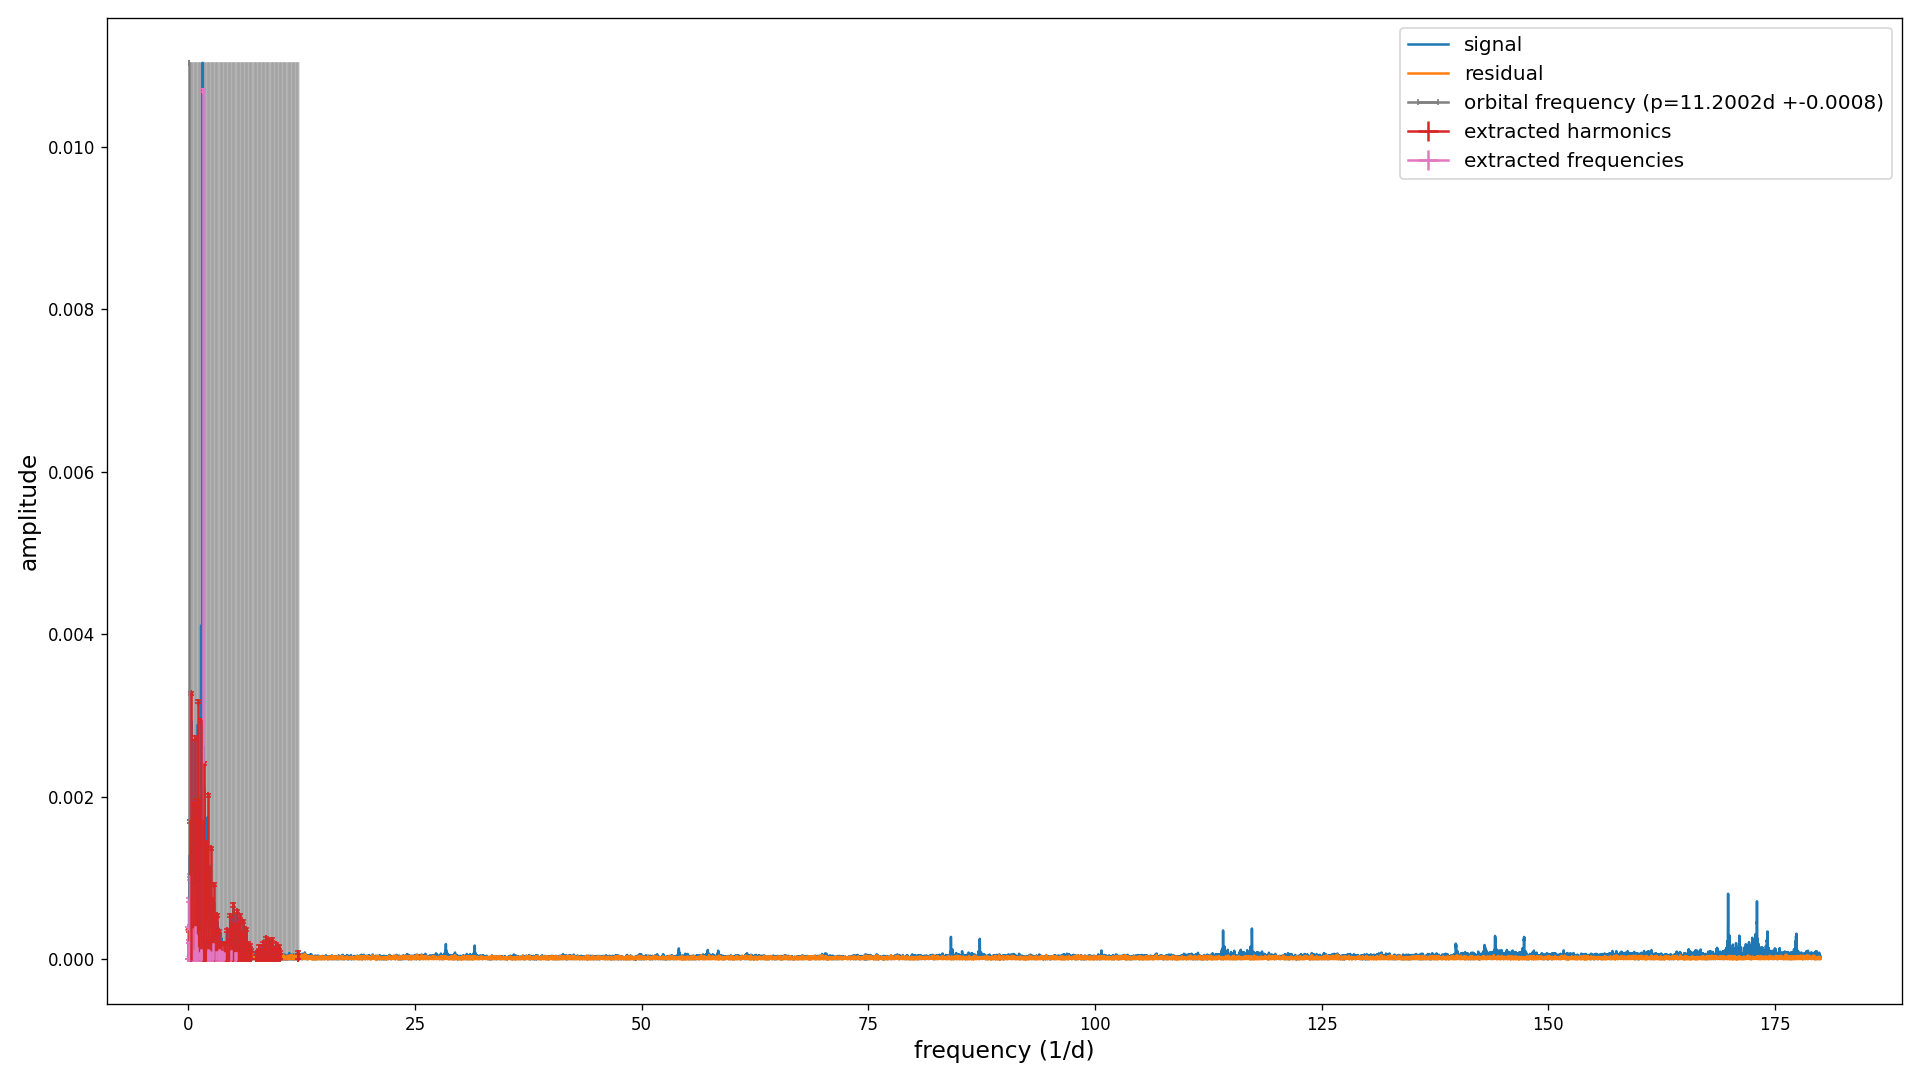 signal
residual
orbital frequency (p=11.2002d +-0.0008)
extracted harmonics
extracted frequencies
0.010
0.008
0.006
0.004
0.002
0.000
amplitude
0 25 50 75 100 125 150 175
frequency (1/d)